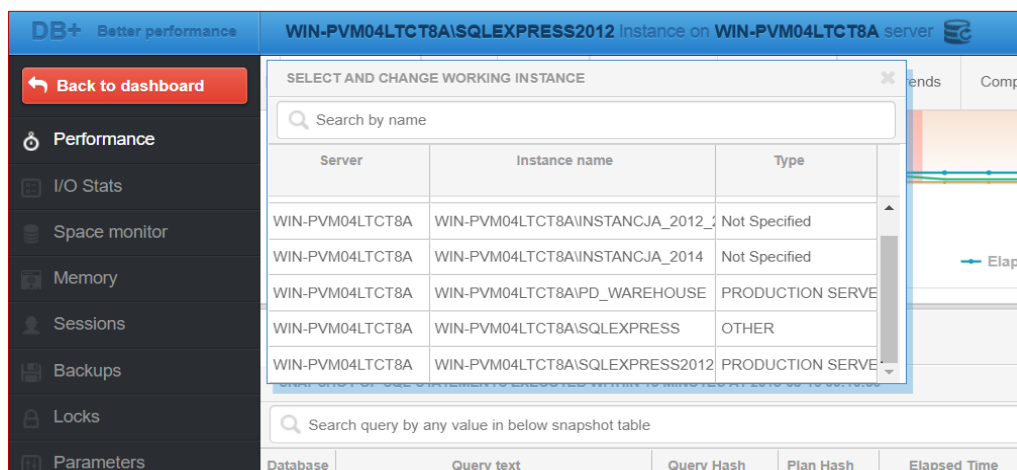 DB+ Better performance
WIN-PVM04LTCT8A\SQLEXPRESS2012 Instance on WIN-PVM04LTCT8A server
Back to dashboard
Performance
I/O Stats
Space monitor
Memory
Sessions
Backups
Locks
Parameters
SELECT AND CHANGE WORKING INSTANCE
Search by name
Server Instance name Type
WIN-PVM04LTCT8A WIN-PVM04LTCT8A\INSTANCJA_2012_2 Not Specified
WIN-PVM04LTCT8A WIN-PVM04LTCT8A\INSTANCJA_2014 Not Specified
WIN-PVM04LTCT8A WIN-PVM04LTCT8A\PD_WAREHOUSE PRODUCTION SERVE
WIN-PVM04LTCT8A WIN-PVM04LTCT8A\SQLEXPRESS OTHER
WIN-PVM04LTCT8A WIN-PVM04LTCT8A\SQLEXPRESS2012 PRODUCTION SERVE
ends Comp
Elap
Search query by any value in below snapshot table
Database Query text Query Hash Plan Hash Elapsed Time